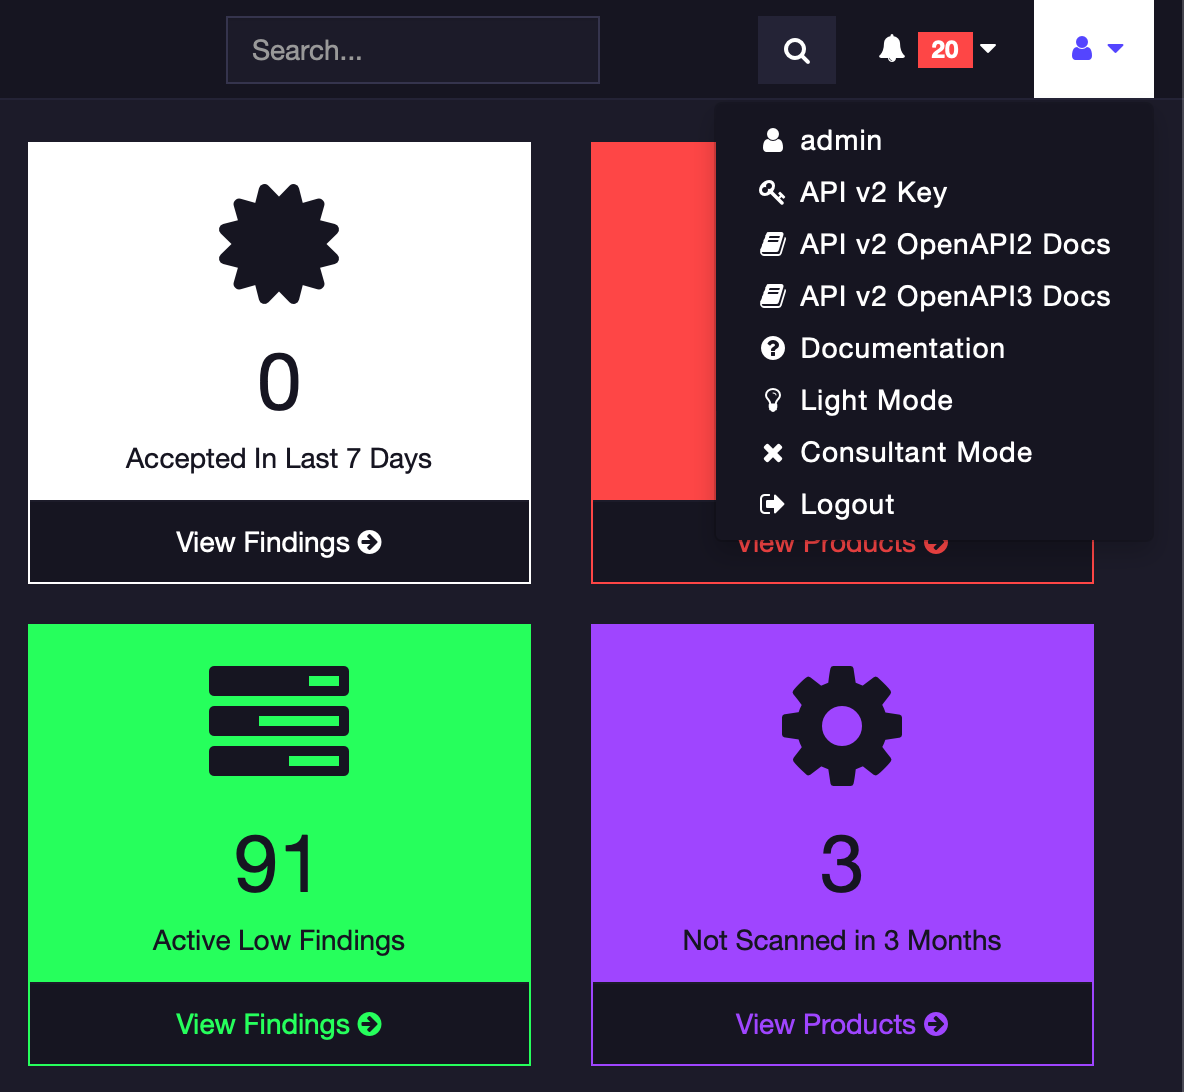 Search...
20
admin
API v2 Key
API v2 OpenAPI2 Docs
API v2 OpenAPI3 Docs
Documentation
Light Mode
Consultant Mode
Logout
0
Accepted In Last 7 Days
View Findings
View Products
91
Active Low Findings
View Findings
3
Not Scanned in 3 Months
View Products